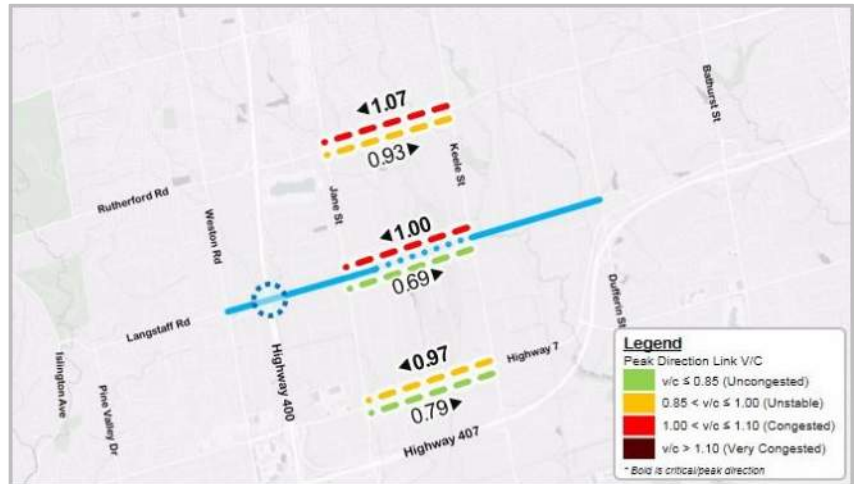 Bathurst St
◄1.07
0.93►
Keele St
Rutherford Rd
Jane St
Weston Rd
◄1.00
0.69►
Langstaff Rd
Dufferin St
Highway 400
Highway 7
◄0.97
0.79►
Highway 407
Islington Ave
Pine Valley Dr
Legend
Peak Direction Link V/C
v/c ≤ 0.85 (Uncongested)
0.85 < v/c ≤ 1.00 (Unstable)
1.00 < v/c ≤ 1.10 (Congested)
v/c > 1.10 (Very Congested)
* Bold is critical/peak direction